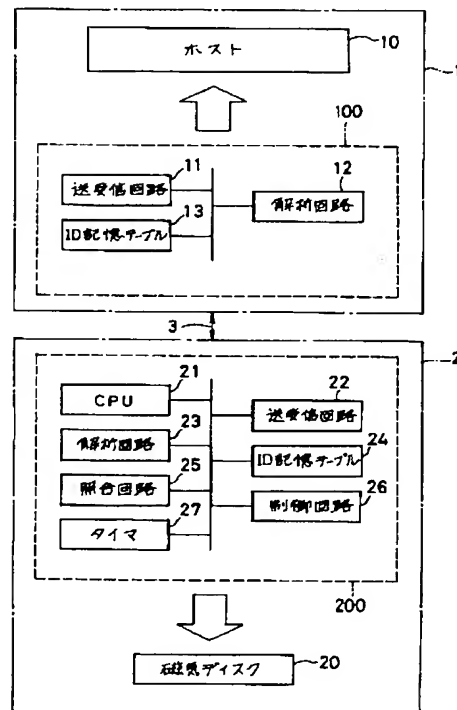 ホスト
10
1
100
送受信回路
11
12
解析回路
ID記憶テーブル
13
3
2
CPU
21
22
送受信回路
解析回路
23
24
ID記憶テーブル
照合回路
25
26
制御回路
タイマ
27
200
磁気ディスク
20